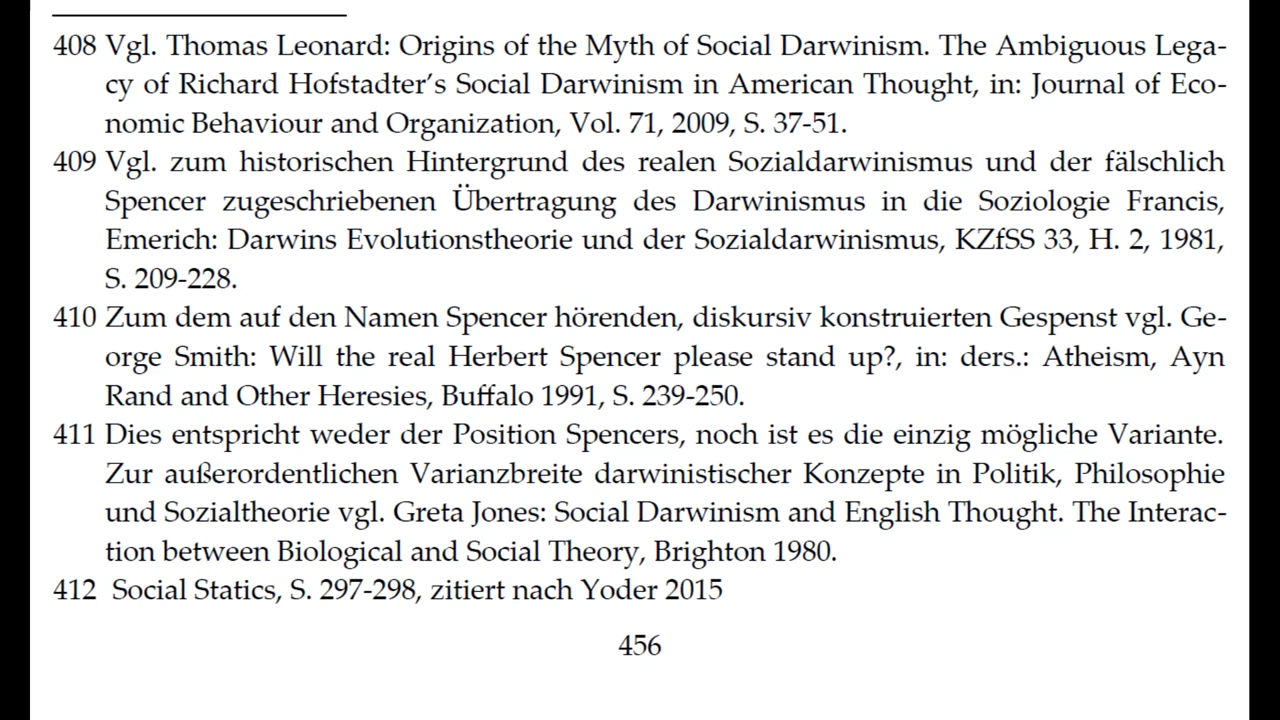 408 Vgl. Thomas Leonard: Origins of the Myth of Social Darwinism. The Ambiguous Lega-
cy of Richard Hofstadter’s Social Darwinism in American Thought, in: Journal of Eco-
nomic Behaviour and Organization, Vol. 71, 2009, S. 37-51.
409 Vgl. zum historischen Hintergrund des realen Sozialdarwinismus und der fälschlich
Spencer zugeschriebenen Übertragung des Darwinismus in die Soziologie Francis,
Emerich: Darwins Evolutionstheorie und der Sozialdarwinismus, KZfSS 33, H. 2, 1981,
S. 209-228.
410 Zum dem auf den Namen Spencer hörenden, diskursiv konstruierten Gespenst vgl. Ge-
orge Smith: Will the real Herbert Spencer please stand up?, in: ders.: Atheism, Ayn
Rand and Other Heresies, Buffalo 1991, S. 239-250.
411 Dies entspricht weder der Position Spencers, noch ist es die einzig mögliche Variante.
Zur außerordentlichen Varianzbreite darwinistischer Konzepte in Politik, Philosophie
und Sozialtheorie vgl. Greta Jones: Social Darwinism and English Thought. The Interac-
tion between Biological and Social Theory, Brighton 1980.
412 Social Statics, S. 297-298, zitiert nach Yoder 2015
456